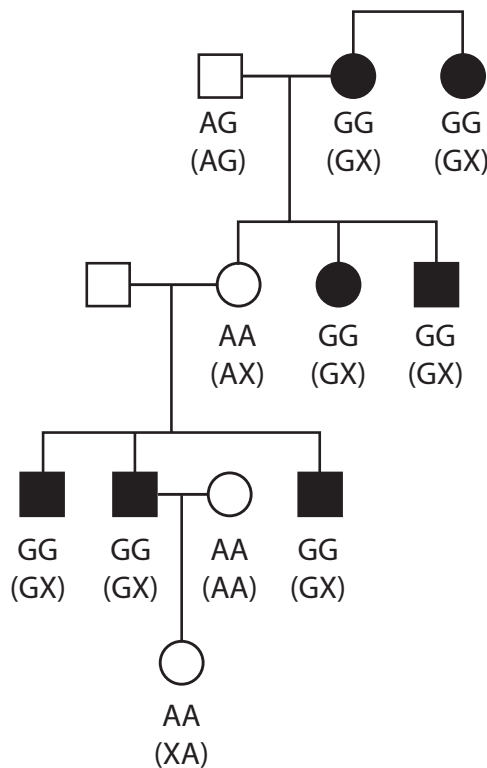 AG GG GG
(AG) (GX) (GX)
AA GG GG
(AX) (GX) (GX)
GG GG AA GG
(GX) (GX) (AA) (GX)
AA
(XA)